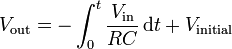 V_out = − ∫_0^t V_in/RC dt + V_initial